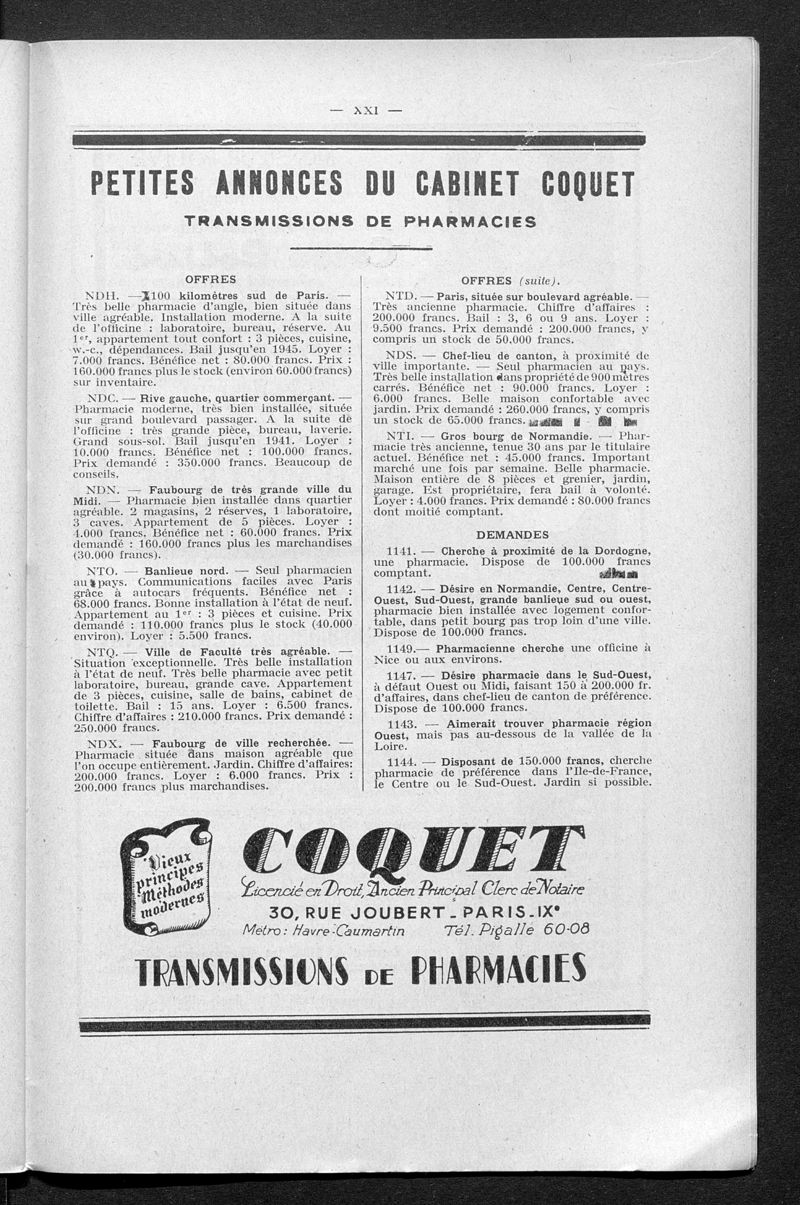 — XXI —
PETITES ANNONCES DU CABINET COQUET
TRANSMISSIONS DE PHARMACIES
OFFRES
NDH. — 100 kilomètres sud de Paris. —
Très belle pharmacie d'angle, bien située dans
ville agréable. Installation moderne. A la suite
de l'officine : laboratoire, bureau, réserve. Au
1er, appartement tout confort : 3 pièces, cuisine,
w.-c., dépendances. Bail jusqu'en 1945. Loyer :
7.000 francs. Bénéfice net : 80.000 francs. Prix :
160.000 francs plus le stock (environ 60.000 francs)
sur inventaire.
NDC. — Rive gauche, quartier commerçant. —
Pharmacie moderne, très bien installée, située
sur grand boulevard passager. A la suite de
l'officine : très grande pièce, bureau, laverie.
Grand sous-sol. Bail jusqu'en 1941. Loyer :
10.000 francs. Bénéfice net : 100.000 francs.
Prix demandé : 350.000 francs. Beaucoup de
conseils.
NDN. — Faubourg de très grande ville du
Midi. — Pharmacie bien installée dans quartier
agréable. 2 magasins, 2 réserves, 1 laboratoire,
3 caves. Appartement de 5 pièces. Loyer :
4.000 francs. Bénéfice net : 60.000 francs. Prix
demandé : 160.000 francs plus les marchandises
(30.000 francs).
NTO. — Banlieue nord. — Seul pharmacien
au pays. Communications faciles avec Paris
grâce à autocars fréquents. Bénéfice net :
68.000 francs. Bonne installation à l'état de neuf.
Appartement au 1er : 3 pièces et cuisine. Prix
demandé : 110.000 francs plus le stock (40.000
environ). Loyer : 5.500 francs.
NTQ. — Ville de Faculté très agréable. —
Situation exceptionnelle. Très belle installation
à l'état de neuf. Très belle pharmacie avec petit
laboratoire, bureau, grande cave. Appartement
de 3 pièces, cuisine, salle de bains, cabinet de
toilette. Bail : 15 ans. Loyer : 6.500 francs.
Chiffre d'affaires : 210.000 francs. Prix demandé :
250.000 francs.
NDX. — Faubourg de ville recherchée. —
Pharmacie située dans maison agréable que
l'on occupe entièrement. Jardin. Chiffre d'affaires:
200.000 francs. Loyer : 6.000 francs. Prix :
200.000 francs plus marchandises.
OFFRES (suite).
NTD. — Paris, située sur boulevard agréable. —
Très ancienne pharmacie. Chiffre d'affaires :
200.000 francs. Bail : 3, 6 ou 9 ans. Loyer :
9.500 francs. Prix demandé : 200.000 francs, y
compris un stock de 50.000 francs.
NDS. — Chef-lieu de canton, à proximité de
ville importante. — Seul pharmacien au pays.
Très belle installation dans propriété de 900 mètres
carrés. Bénéfice net : 90.000 francs. Loyer :
6.000 francs. Belle maison confortable avec
jardin. Prix demandé : 260.000 francs, y compris
un stock de 65.000 francs.
NTI. — Gros bourg de Normandie. — Phar-
macie très ancienne, tenue 30 ans par le titulaire
actuel. Bénéfice net : 45.000 francs. Important
marché une fois par semaine. Belle pharmacie.
Maison entière de 8 pièces et grenier, jardin,
garage. Est propriétaire, fera bail à volonté.
Loyer : 4.000 francs. Prix demandé : 80.000 francs
dont moitié comptant.
DEMANDES
1141. — Cherche à proximité de la Dordogne,
une pharmacie. Dispose de 100.000 francs
comptant.
1142. — Désire en Normandie, Centre, Centre-
Ouest, Sud-Ouest, grande banlieue sud ou ouest,
pharmacie bien installée avec logement confor-
table, dans petit bourg pas trop loin d'une ville.
Dispose de 100.000 francs.
1149.— Pharmacienne cherche une officine à
Nice ou aux environs.
1147. — Désire pharmacie dans le Sud-Ouest,
à défaut Ouest ou Midi, faisant 150 à 200.000 fr.
d'affaires, dans chef-lieu de canton de préférence.
Dispose de 100.000 francs.
1143. — Aimerait trouver pharmacie région
Ouest, mais pas au-dessous de la vallée de la
Loire.
1144. — Disposant de 150.000 francs, cherche
pharmacie de préférence dans l'Ile-de-France,
le Centre ou le Sud-Ouest. Jardin si possible.
Vieux
principes
Méthodes
modernes
COQUET
Licencié en Droit, Ancien Principal Clerc de Notaire
30, RUE JOUBERT - PARIS-IXe
Métro : Havre-Caumartin Tél. Pigalle 60-08
TRANSMISSIONS DE PHARMACIES